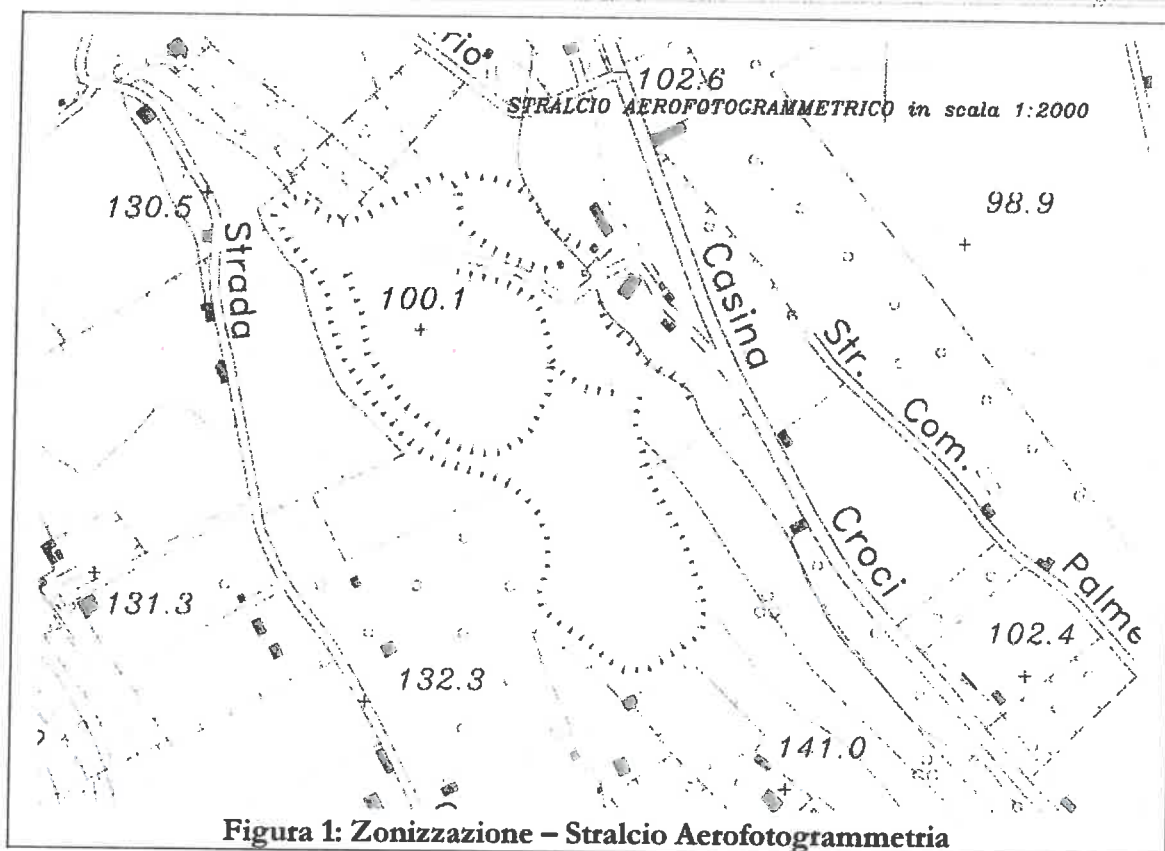 rio
102.6
STRALCIO AEROFOTOGRAMMETRICO in scala 1:2000
130.5
98.9
Strada
Casina
100.1
Str.
Com.
Croci
Palme
131.3
102.4
132.3
141.0
Figura 1: Zonizzazione – Stralcio Aerofotogrammetria